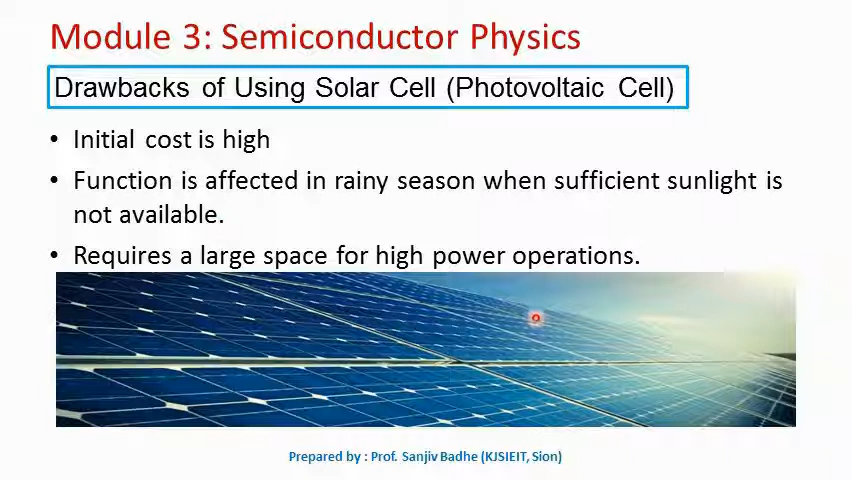 Module 3: Semiconductor Physics
Drawbacks of Using Solar Cell (Photovoltaic Cell)
• Initial cost is high
• Function is affected in rainy season when sufficient sunlight is
not available.
• Requires a large space for high power operations.
Prepared by : Prof. Sanjiv Badhe (KJSIEIT, Sion)